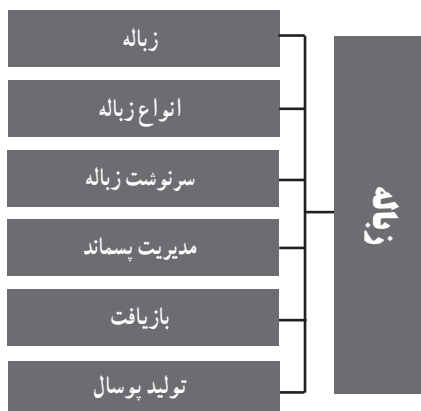 زباله
زباله
انواع زباله
سرنوشت زباله
مدیریت پسماند
بازیافت
تولید پوسال